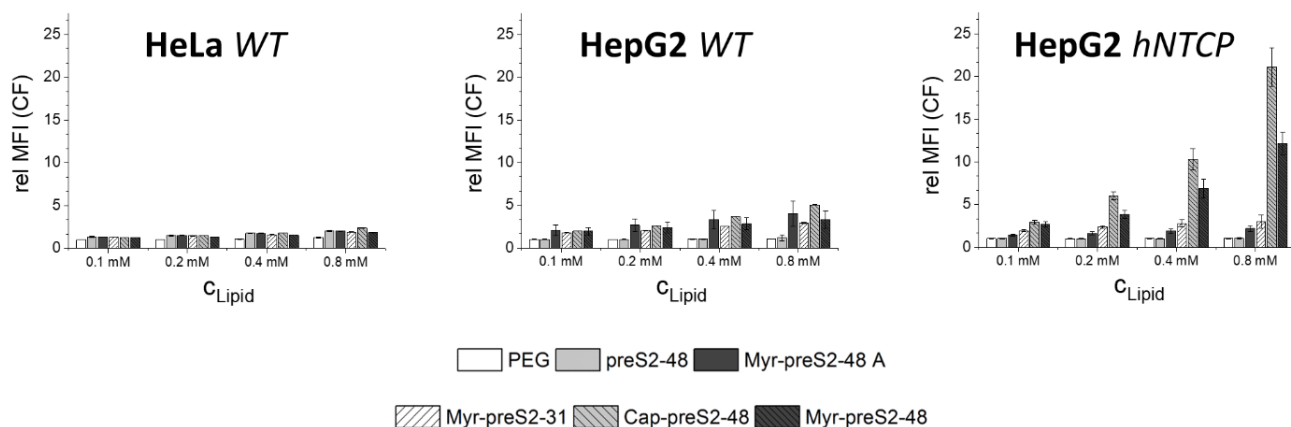 HeLa WT
rel MFI (CF)
25
20
15
10
5
0
0.1 mM 0.2 mM 0.4 mM 0.8 mM
cLipid
HepG2 WT
rel MFI (CF)
25
20
15
10
5
0
0.1 mM 0.2 mM 0.4 mM 0.8 mM
cLipid
HepG2 hNTCP
rel MFI (CF)
25
20
15
10
5
0
0.1 mM 0.2 mM 0.4 mM 0.8 mM
cLipid
PEG preS2-48 Myr-preS2-48 A
Myr-preS2-31 Cap-preS2-48 Myr-preS2-48